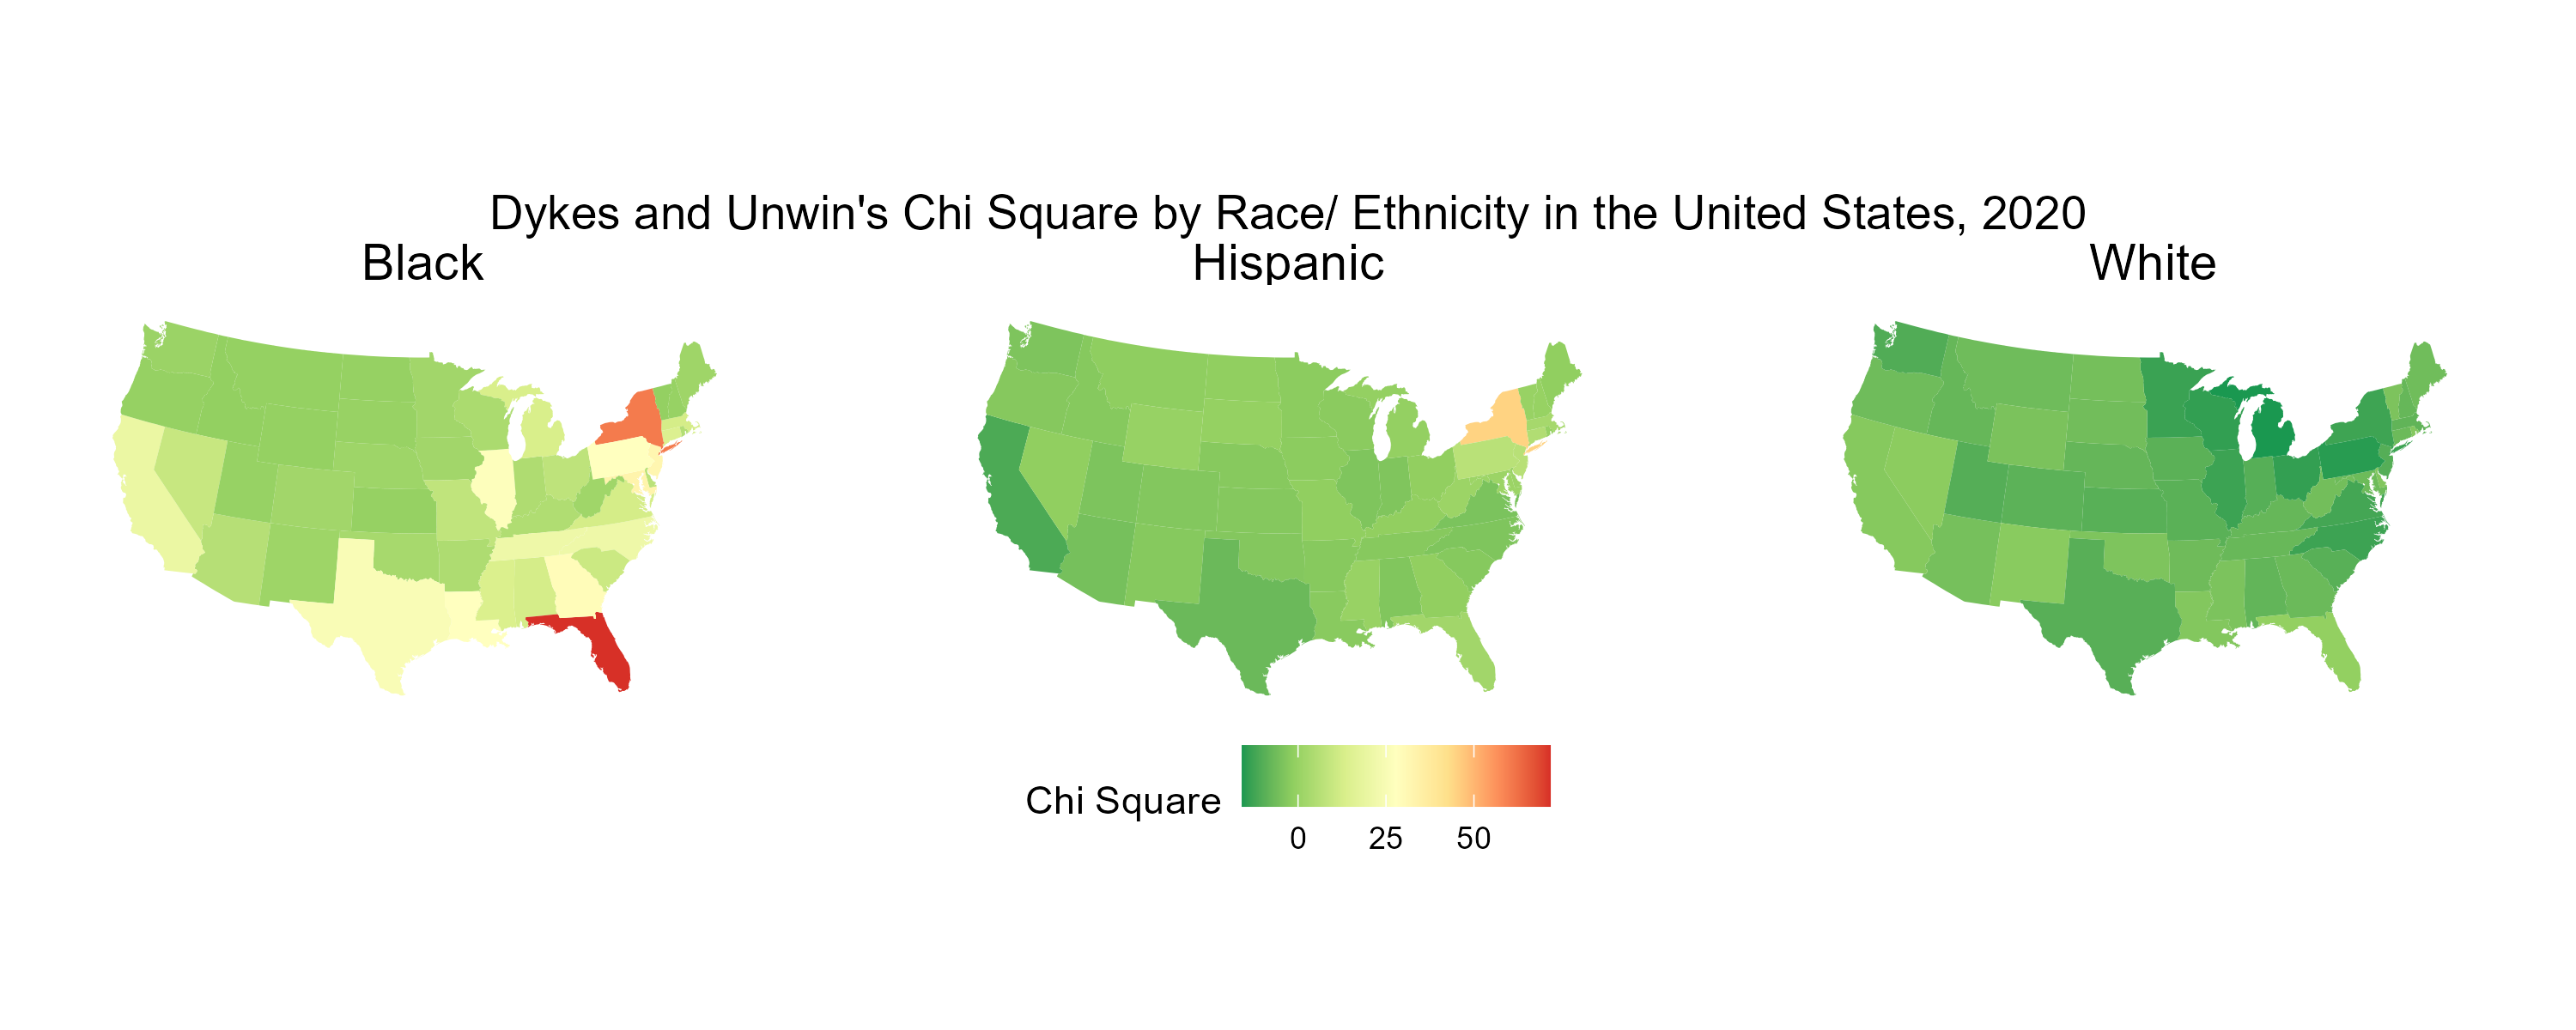 Dykes and Unwin's Chi Square by Race/ Ethnicity in the United States, 2020
Black
Hispanic
White
Chi Square
0
25
50